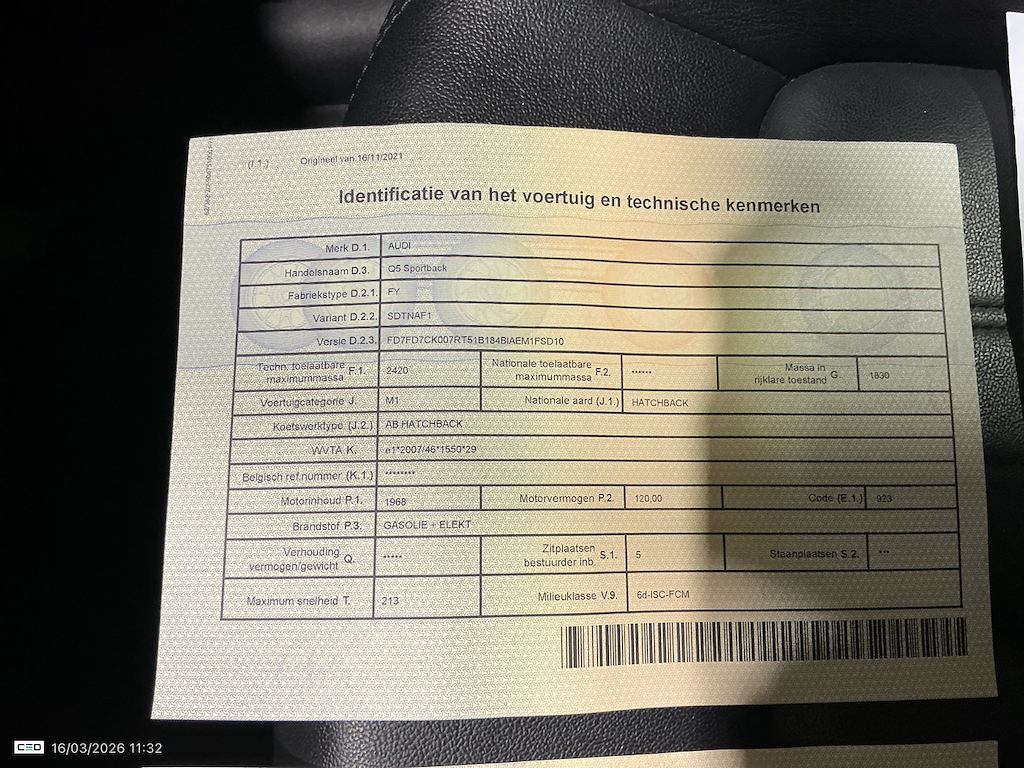 (I.1.) Origineel van 16/11/2021
Identificatie van het voertuig en technische kenmerken
Merk D.1. AUDI
Handelsnaam D.3. Q5 Sportback
Fabriekstype D.2.1. FY
Variant D.2.2. SDTNAF1
Versie D.2.3. FD7FD7CK007RT51B184BIAEM1FSD10
Techn. toelaatbare maximummassa F.1. 2420 Nationale toelaatbare maximummassa F.2. ****** Massa in rijklare toestand G. 1830
Voertuigcategorie J. M1 Nationale aard (J.1.) HATCHBACK
Koetswerktype (J.2.) AB HATCHBACK
WVTA K. e1*2007/46*1550*29
Belgisch ref.nummer (K.1.) ********
Motorinhoud P.1. 1968 Motorvermogen P.2. 120,00 Code (E.1.) 923
Brandstof P.3. GASOLIE + ELEKT
Verhouding vermogen/gewicht Q. ***** Zitplaatsen bestuurder inb. S.1. 5 Staanplaatsen S.2. ***
Maximum snelheid T. 213 Milieuklasse V.9. 6d-ISC-FCM
CEO 16/03/2026 11:32